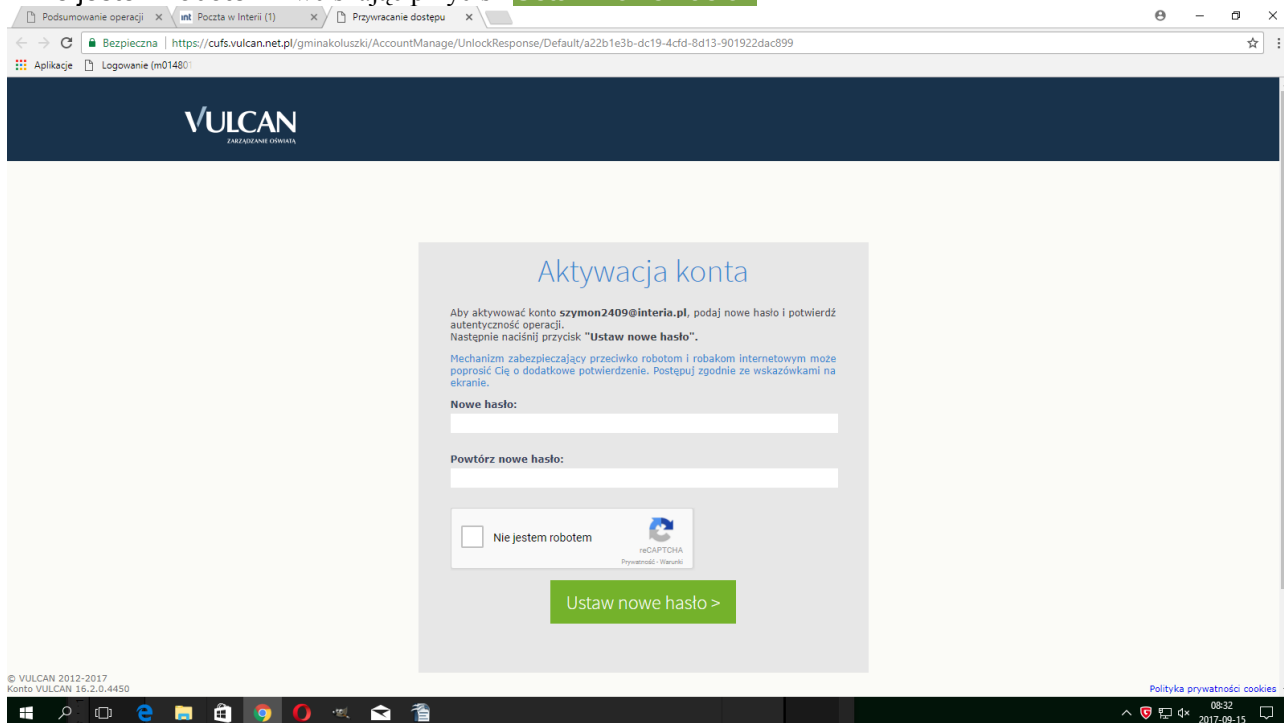 Podsumowanie operacji
int Poczta w Interii (1)
Przywracanie dostępu
Bezpieczna | https://cufs.vulcan.net.pl/gminakoluszki/AccountManage/UnlockResponse/Default/a22b1e3b-dc19-4cfd-8d13-901922dac899
Aplikacje Logowanie (m014801
VULCAN
ZARZĄDZANIE OŚWIATĄ
Aktywacja konta
Aby aktywować konto szymon2409@interia.pl, podaj nowe hasło i potwierdź
autentyczność operacji.
Następnie naciśnij przycisk "Ustaw nowe hasło".
Mechanizm zabezpieczający przeciwko robotom i robakom internetowym może
poprosić Cię o dodatkowe potwierdzenie. Postępuj zgodnie ze wskazówkami na
ekranie.
Nowe hasło:
Powtórz nowe hasło:
Nie jestem robotem
reCAPTCHA
Prywatność - Warunki
Ustaw nowe hasło >
© VULCAN 2012-2017
Konto VULCAN 16.2.0.4450
Polityka prywatności cookies
08:32
2017-09-15